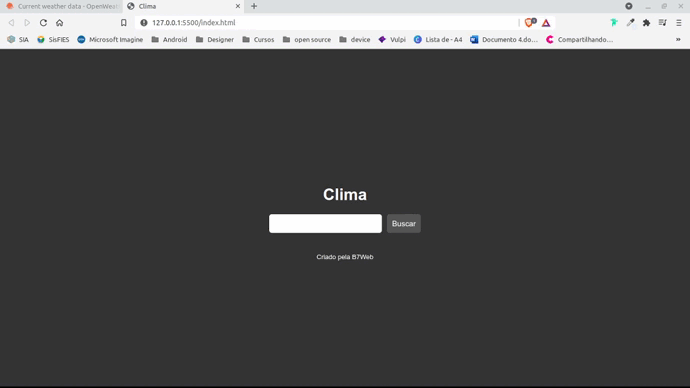 Current weather data - OpenWea
Clima
127.0.0.1:5500/index.html
SIA
SisFIES
Microsoft Imagine
Android
Designer
Cursos
open source
device
Vulpi
Lista de - A4
Documento 4.do...
Compartilhando...
»
Clima
Buscar
Criado pela B7Web